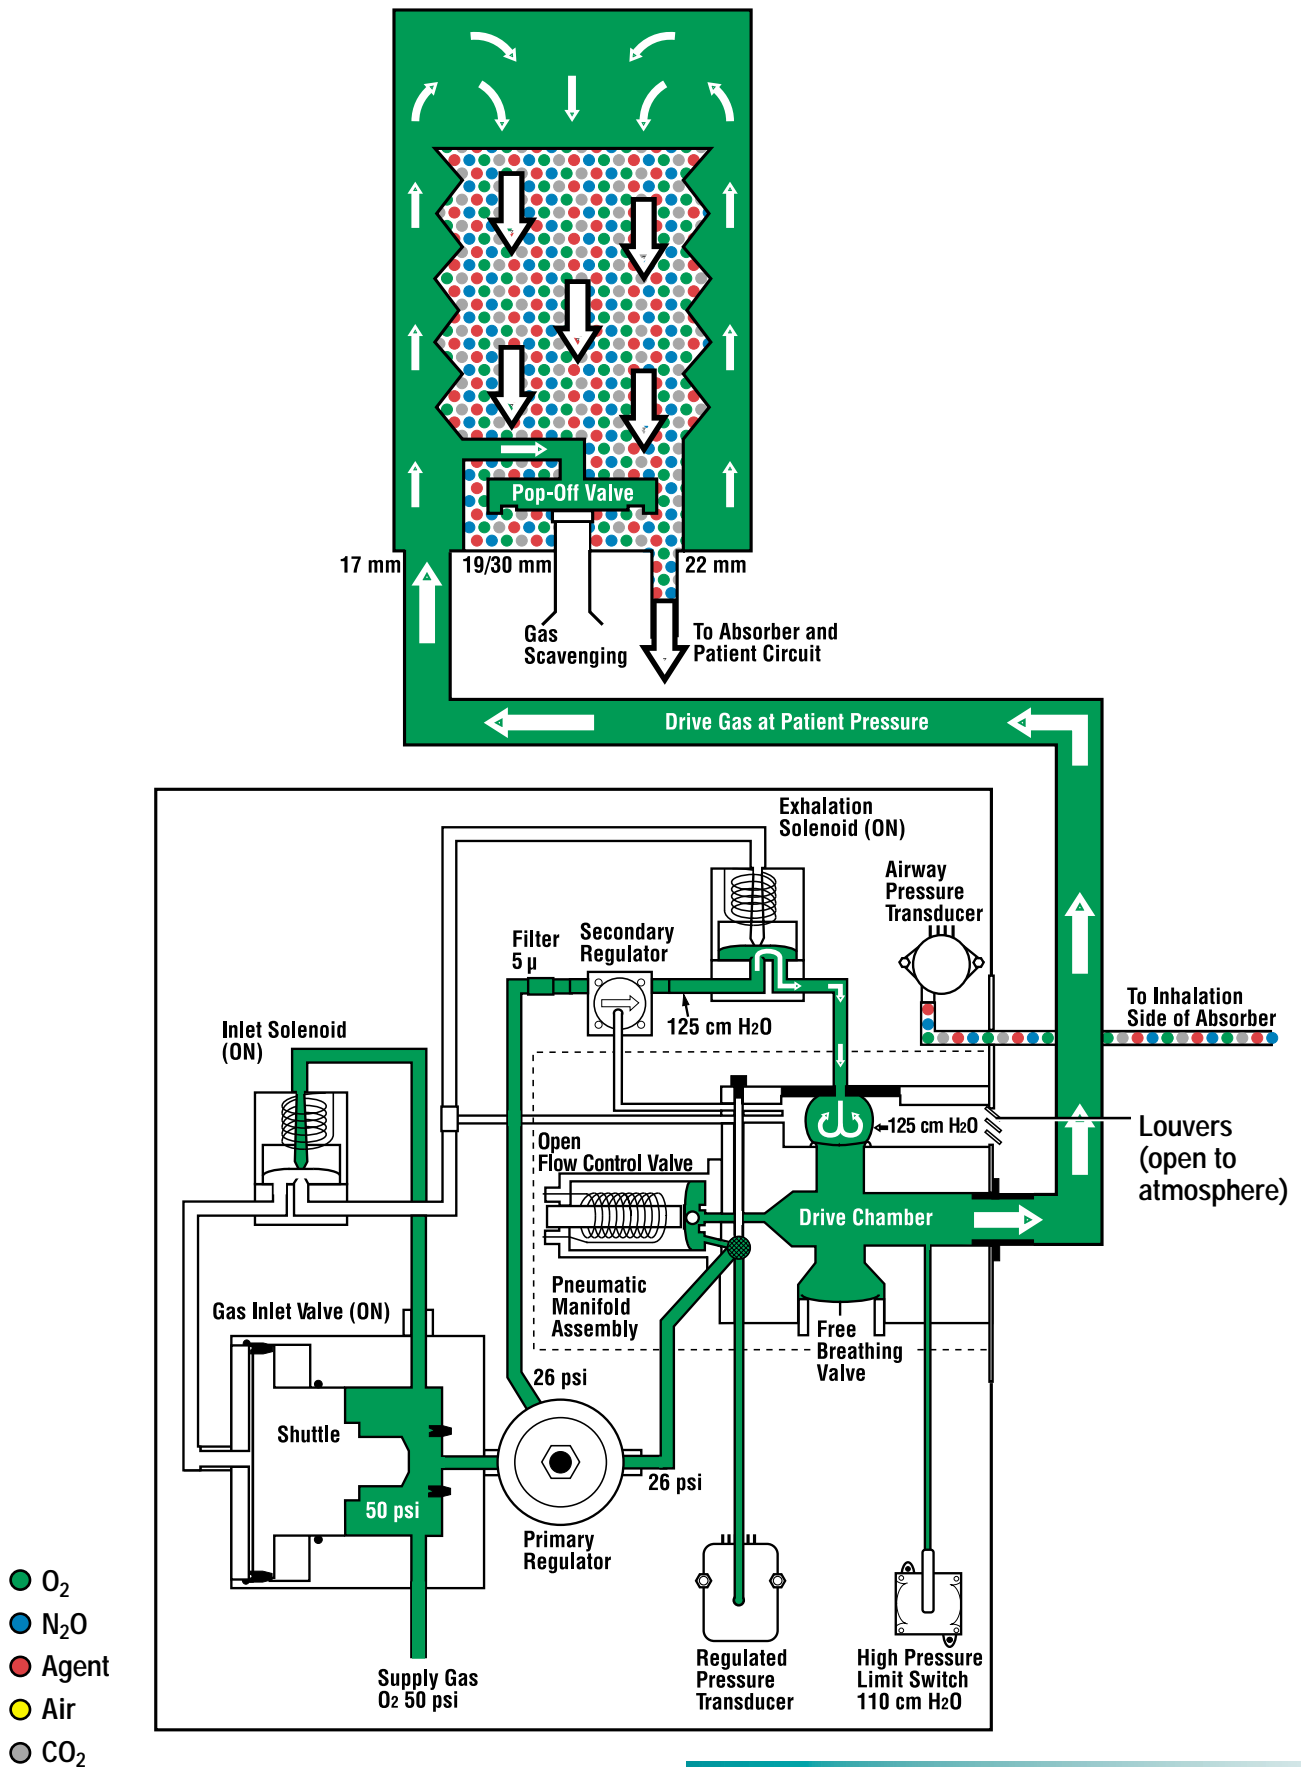 Pop-Off Valve
17 mm
19/30 mm
22 mm
Gas
Scavenging
To Absorber and
Patient Circuit
Drive Gas at Patient Pressure
Exhalation
Solenoid (ON)
Airway
Pressure
Transducer
Filter
5 µ
Secondary
Regulator
125 cm H2O
To Inhalation
Side of Absorber
Inlet Solenoid
(ON)
125 cm H2O
Louvers
(open to
atmosphere)
Open
Flow Control Valve
Drive Chamber
Pneumatic
Manifold
Assembly
Gas Inlet Valve (ON)
Free
Breathing
Valve
26 psi
Shuttle
26 psi
50 psi
Primary
Regulator
Supply Gas
O2 50 psi
Regulated
Pressure
Transducer
High Pressure
Limit Switch
110 cm H2O
O2
N2O
Agent
Air
CO2